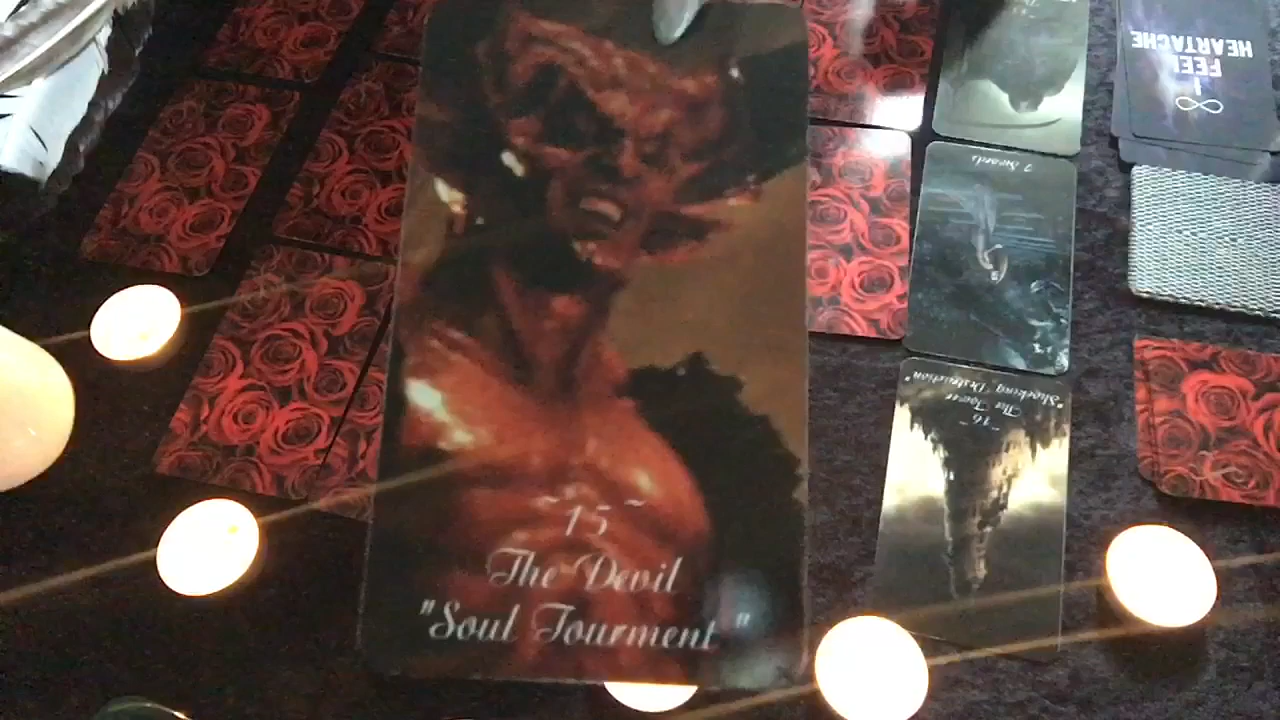 ~15~
The Devil
"Soul Tourment"
∞
I
FEEL
HEARTACHE
7 Swords
~16~
The Tower
"Shocking Destruction"